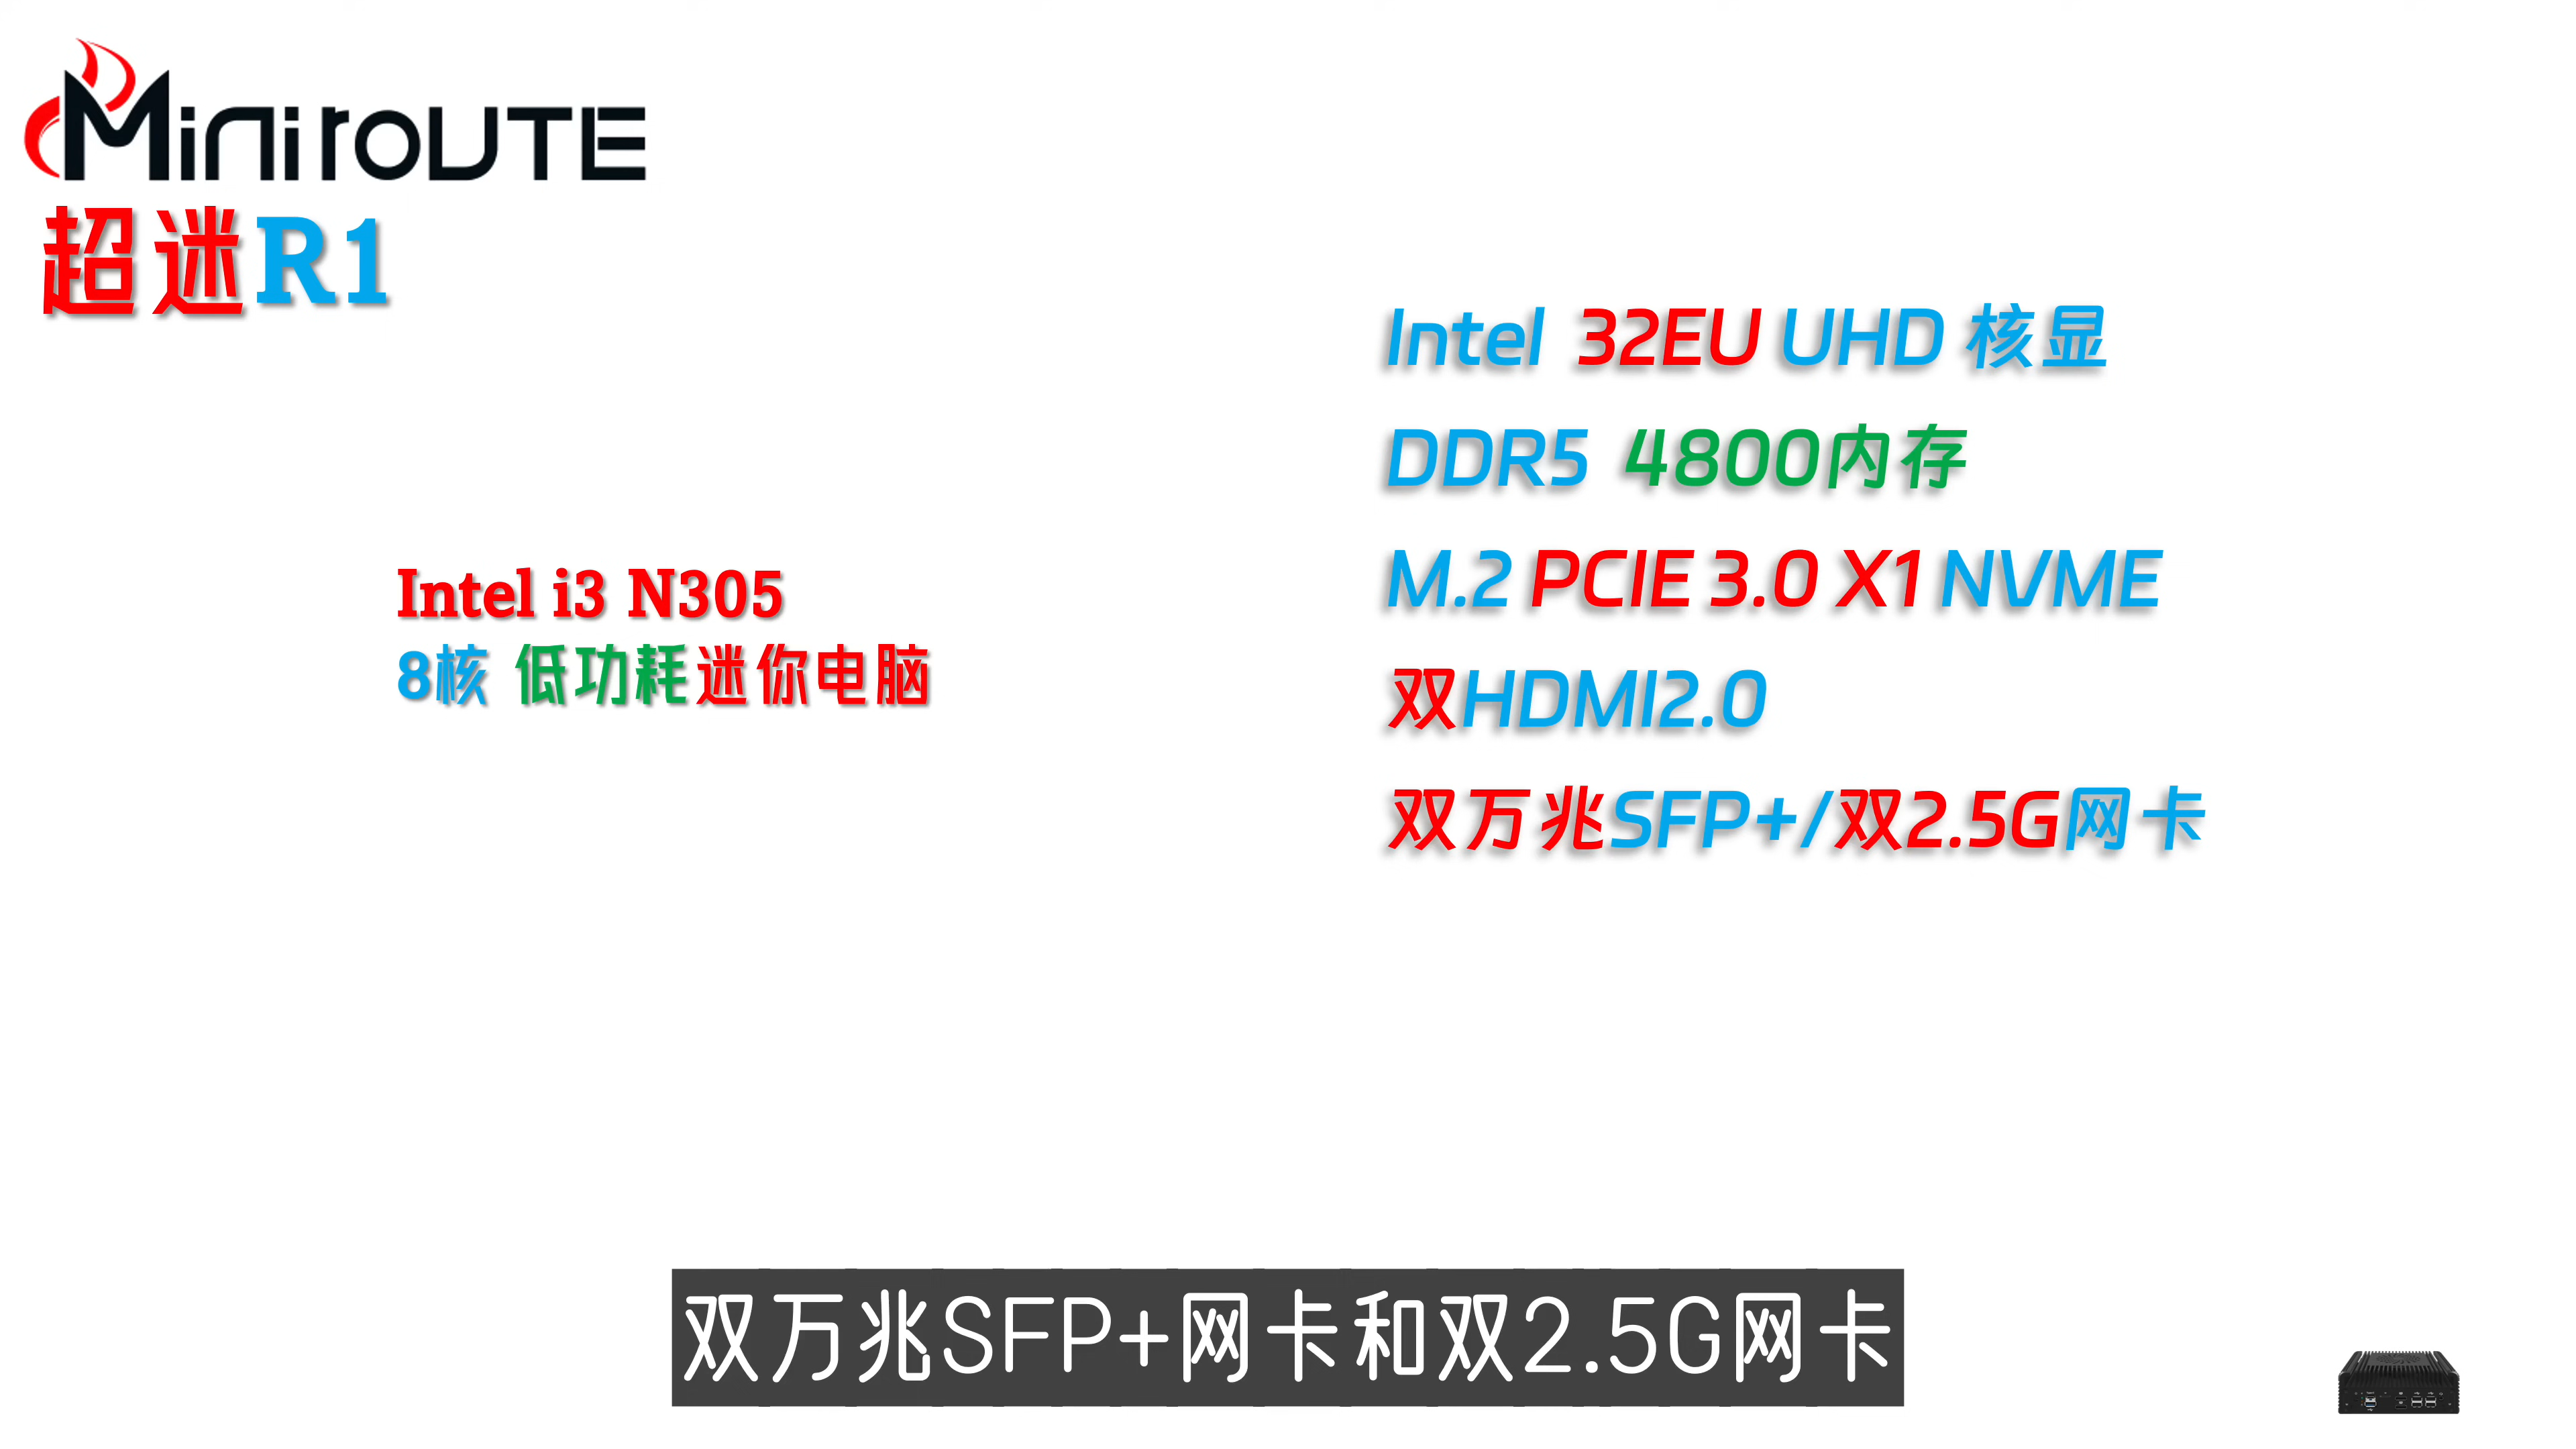 MiniROUTE
超迷R1
Intel i3 N305
8核 低功耗迷你电脑
Intel 32EU UHD 核显
DDR5 4800内存
M.2 PCIE 3.0 X1 NVME
双HDMI2.0
双万兆SFP+/双2.5G网卡
双万兆SFP+网卡和双2.5G网卡